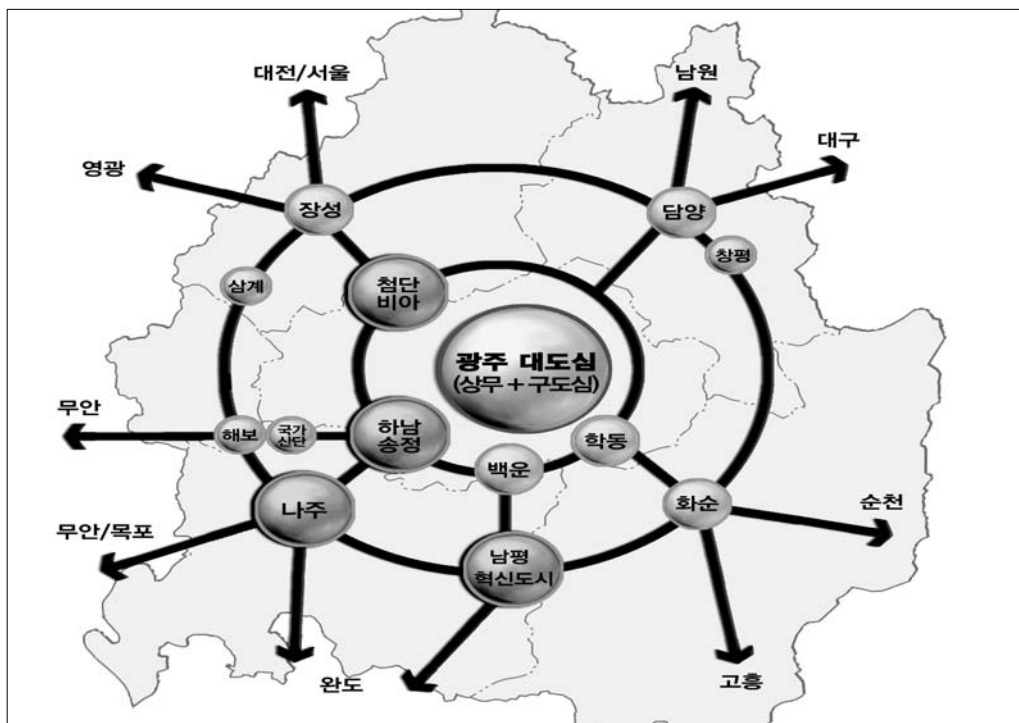 대전/서울
남원
대구
영광
장성
담양
창평
삼계
첨단
비아
광주 대도심
(상무 + 구도심)
무안
해보
국가
산단
하남
송정
학동
백운
나주
화순
순천
무안/목포
남평
혁신도시
완도
고흥